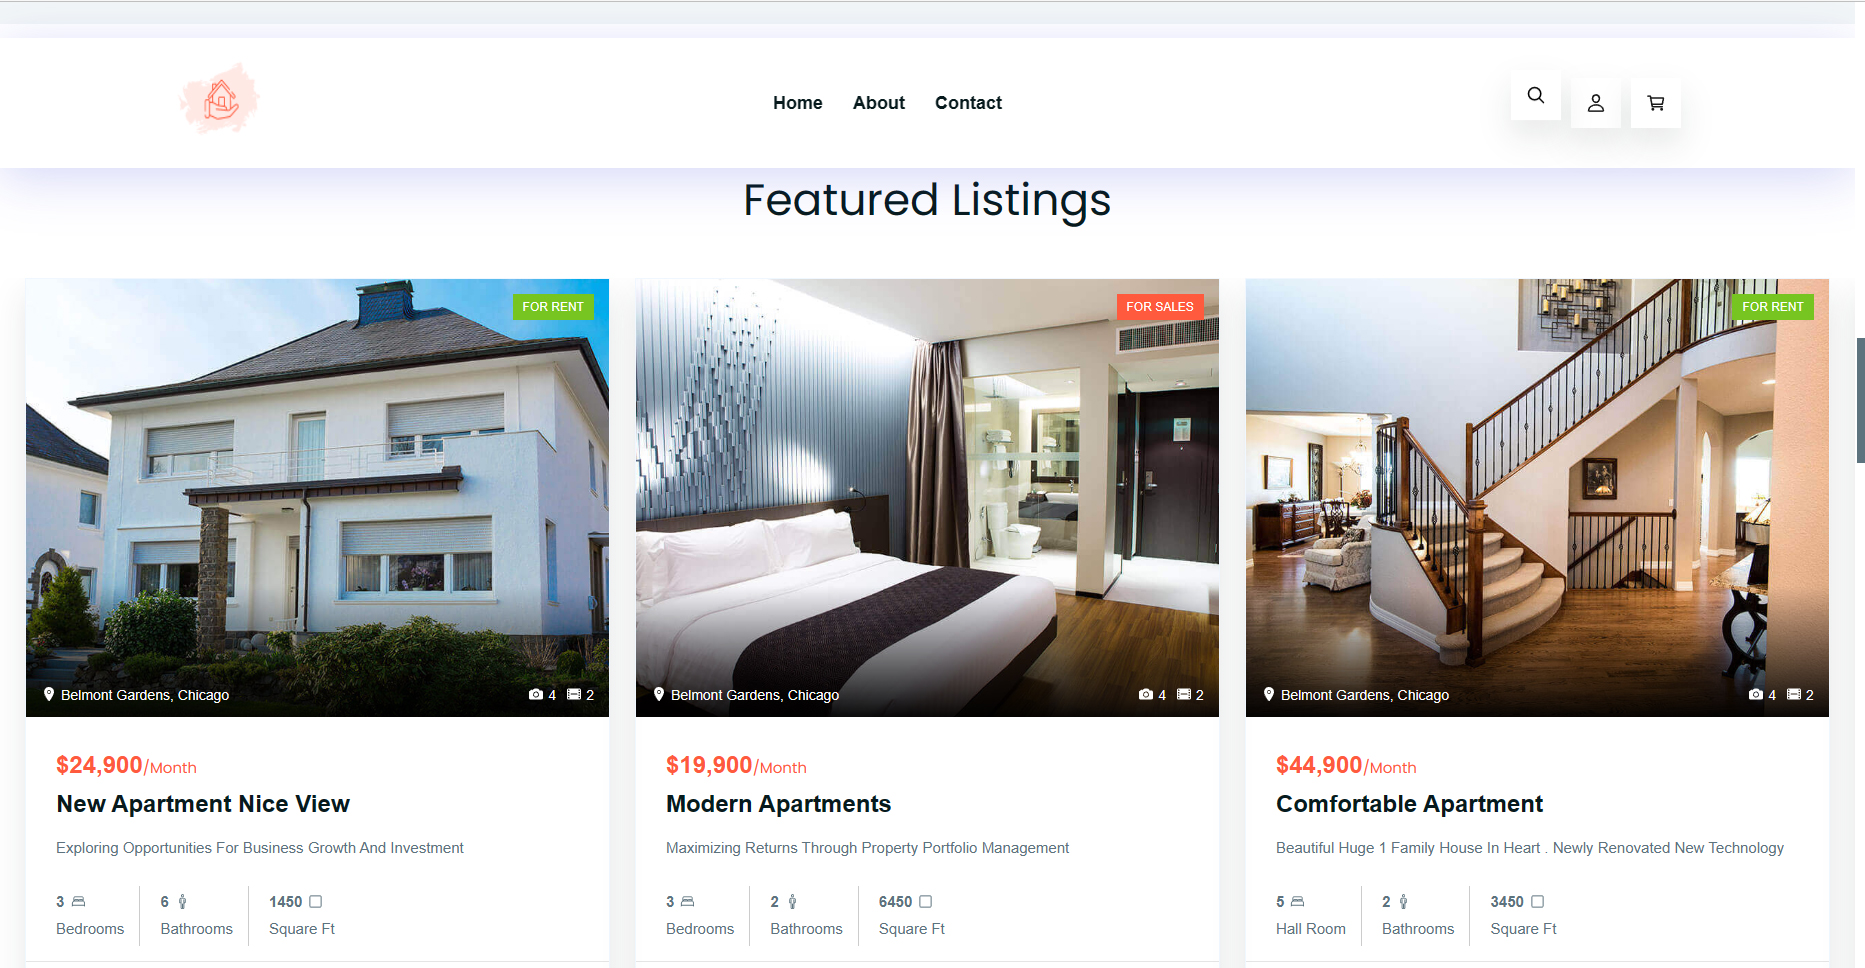 Home About Contact
Featured Listings
FOR RENT
Belmont Gardens, Chicago 4 2
$24,900/Month
New Apartment Nice View
Exploring Opportunities For Business Growth And Investment
3 6 1450
Bedrooms Bathrooms Square Ft
FOR SALES
Belmont Gardens, Chicago 4 2
$19,900/Month
Modern Apartments
Maximizing Returns Through Property Portfolio Management
3 2 6450
Bedrooms Bathrooms Square Ft
FOR RENT
Belmont Gardens, Chicago 4 2
$44,900/Month
Comfortable Apartment
Beautiful Huge 1 Family House In Heart . Newly Renovated New Technology
5 2 3450
Hall Room Bathrooms Square Ft